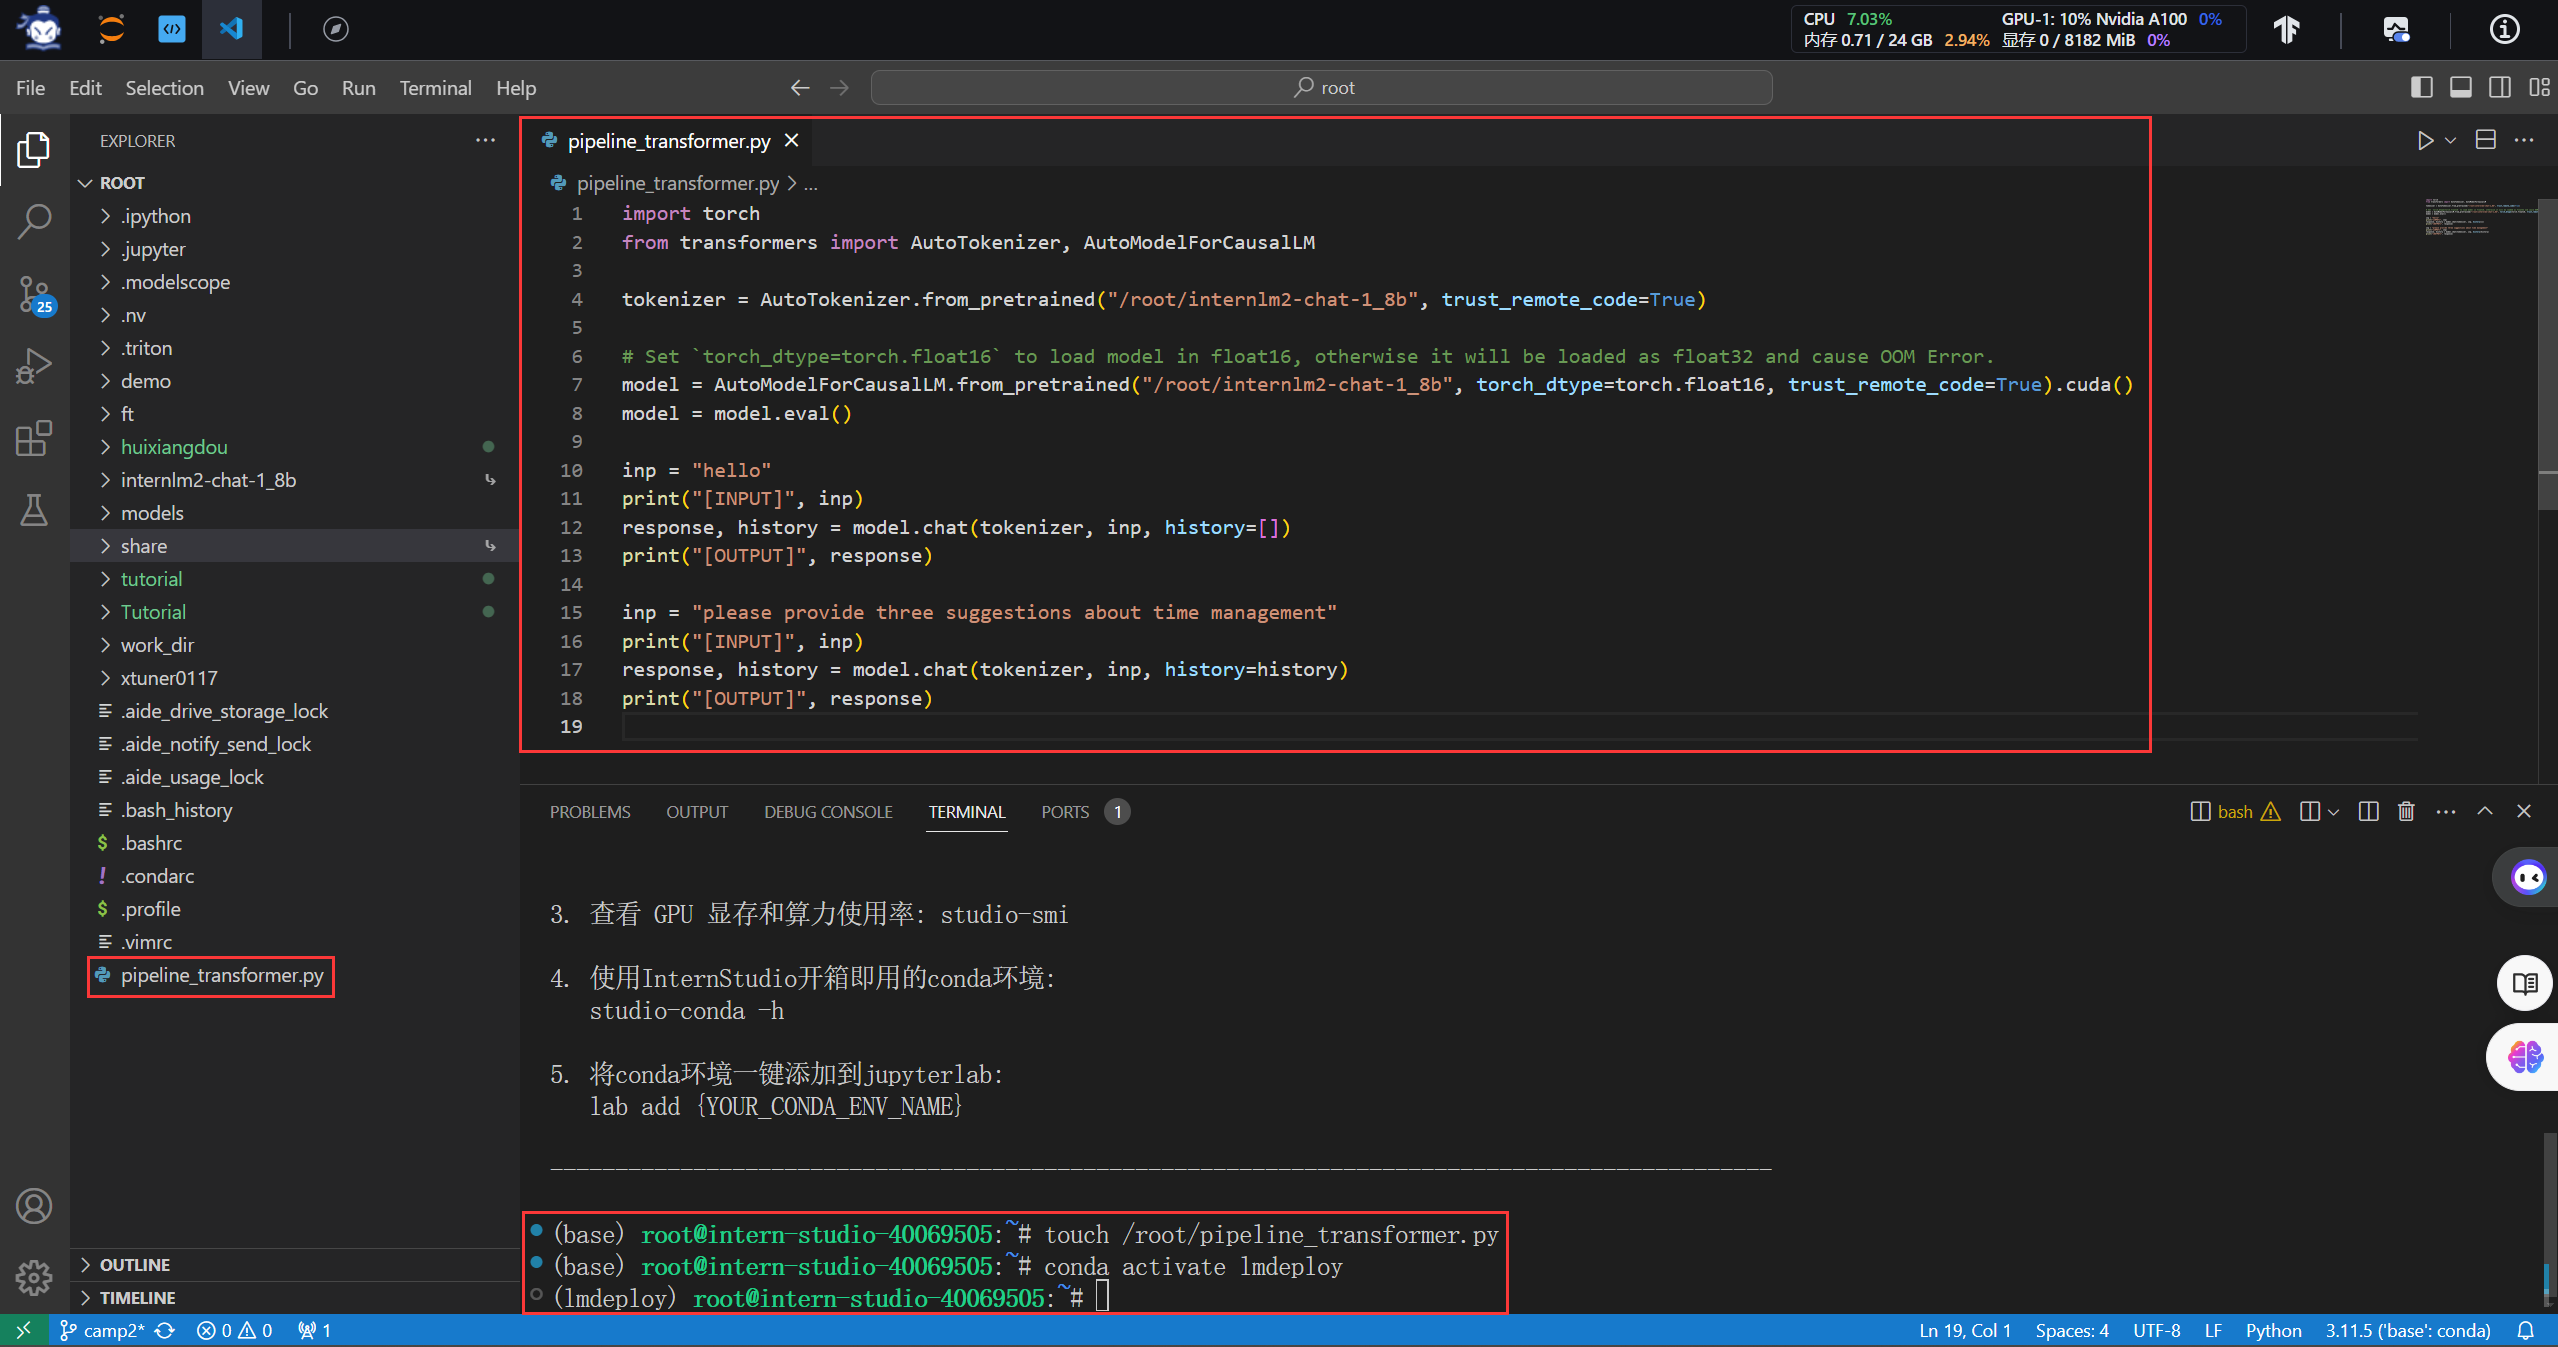 CPU 7.03% GPU-1: 10% Nvidia A100 0%
内存 0.71 / 24 GB 2.94% 显存 0 / 8182 MiB 0%
File Edit Selection View Go Run Terminal Help
root
EXPLORER
ROOT
.ipython
.jupyter
.modelscope
.nv
.triton
demo
ft
huixiangdou
internlm2-chat-1_8b
models
share
tutorial
Tutorial
work_dir
xtuner0117
.aide_drive_storage_lock
.aide_notify_send_lock
.aide_usage_lock
.bash_history
$ .bashrc
! .condarc
$ .profile
.vimrc
pipeline_transformer.py
OUTLINE
TIMELINE
25
pipeline_transformer.py
pipeline_transformer.py > ...
1 import torch
2 from transformers import AutoTokenizer, AutoModelForCausalLM
3
4 tokenizer = AutoTokenizer.from_pretrained("/root/internlm2-chat-1_8b", trust_remote_code=True)
5
6 # Set `torch_dtype=torch.float16` to load model in float16, otherwise it will be loaded as float32 and cause OOM Error.
7 model = AutoModelForCausalLM.from_pretrained("/root/internlm2-chat-1_8b", torch_dtype=torch.float16, trust_remote_code=True).cuda()
8 model = model.eval()
9
10 inp = "hello"
11 print("[INPUT]", inp)
12 response, history = model.chat(tokenizer, inp, history=[])
13 print("[OUTPUT]", response)
14
15 inp = "please provide three suggestions about time management"
16 print("[INPUT]", inp)
17 response, history = model.chat(tokenizer, inp, history=history)
18 print("[OUTPUT]", response)
19
PROBLEMS OUTPUT DEBUG CONSOLE TERMINAL PORTS 1
bash
3. 查看 GPU 显存和算力使用率: studio-smi
4. 使用InternStudio开箱即用的conda环境:
studio-conda -h
5. 将conda环境一键添加到jupyterlab:
lab add {YOUR_CONDA_ENV_NAME}
(base) root@intern-studio-40069505:~# touch /root/pipeline_transformer.py
(base) root@intern-studio-40069505:~# conda activate lmdeploy
(lmdeploy) root@intern-studio-40069505:~#
camp2* 0 0 1
Ln 19, Col 1 Spaces: 4 UTF-8 LF Python 3.11.5 ('base': conda)